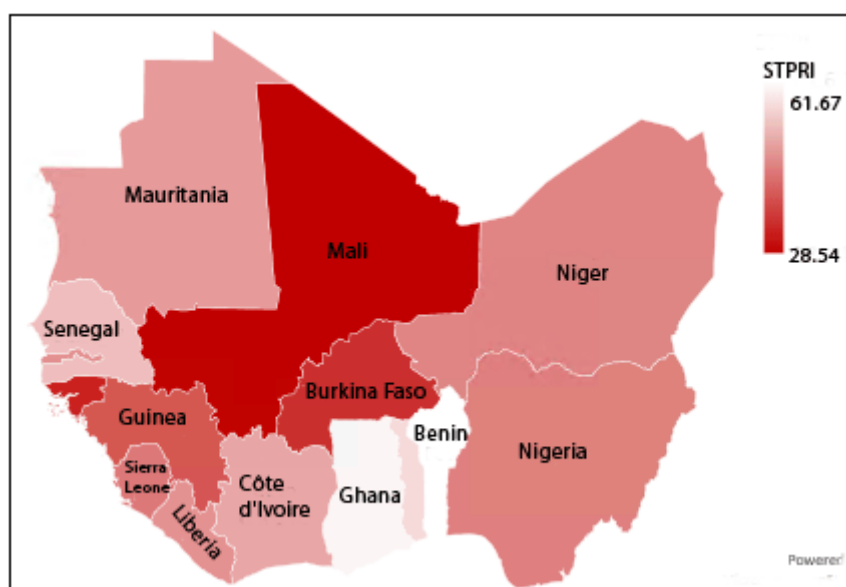 STPRI
61.67
28.54
Mauritania
Mali
Niger
Senegal
Burkina Faso
Guinea
Benin
Nigeria
Sierra
Leone
Côte
d'Ivoire
Ghana
Liberia
Powered